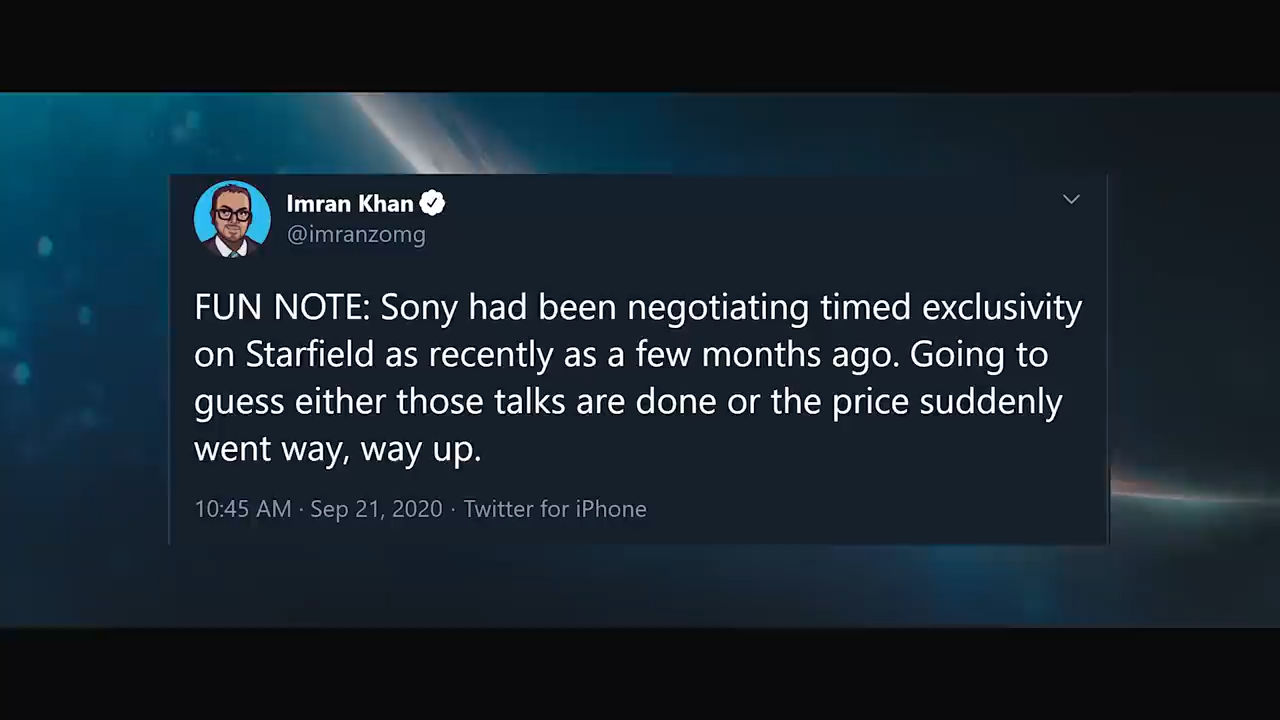 Imran Khan
@imranzomg
FUN NOTE: Sony had been negotiating timed exclusivity
on Starfield as recently as a few months ago. Going to
guess either those talks are done or the price suddenly
went way, way up.
10:45 AM · Sep 21, 2020 · Twitter for iPhone